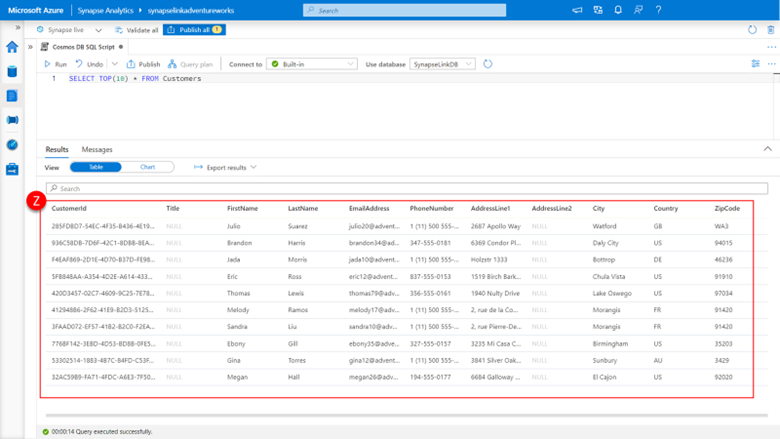 Microsoft Azure Synapse Analytics synapselinkadventureworks Search
Synapse live Validate all Publish all 1
Cosmos DB SQL Script
Run Undo Publish Query plan Connect to Built-in Use database SynapseLinkDB
1 SELECT TOP(10) * FROM Customers
Results Messages
View Table Chart Export results
Search
Z
CustomerId Title FirstName LastName EmailAddress PhoneNumber AddressLine1 AddressLine2 City Country ZipCode
285FD8D7-54EC-4F35-B436-4E19... NULL Julio Suarez julio20@advent... 1 (11) 500 555-... 2687 Apollo Way NULL Watford GB WA3
936C58DB-7D6F-42C1-8DBB-8EA... NULL Brandon Harris brandon34@ad... 347-555-0181 6369 Condor Pl... NULL Daly City US 94015
F4EAF869-2D1E-4D70-B37D-FE98... NULL Jada Morris jada10@advent... 1 (11) 500 555-... Holzstr 1333 NULL Bottrop DE 46236
5FB848AA-A354-4D2E-A614-433... NULL Eric Ross eric12@advent... 837-555-0153 1519 Birch Bark... NULL Chula Vista US 91910
420D3457-02C7-4609-9C25-7E78... NULL Thomas Lewis thomas79@adv... 356-555-0161 1940 Nulty Drive NULL Lake Oswego US 97034
412948B6-2F62-41E9-B2D3-5125... NULL Melody Ramos melody17@adv... 1 (11) 500 555-... 2, rue de la Co... NULL Morangis FR 91420
3FAAD072-EF57-41B2-B2C0-F2EA... NULL Sandra Liu sandra10@adv... 1 (11) 500 555-... 2, rue Pierre-De... NULL Morangis FR 91420
7768F142-3E8D-4D53-BD8B-0FE5... NULL Ebony Gill ebony35@adve... 327-555-0157 3235 Mi Casa C... NULL Birmingham US 35203
53302514-1883-487C-84FD-C53F... NULL Gina Torres gina12@advent... 1 (11) 500 555-... 3841 Silver Oak... NULL Sunbury AU 3429
32AC59B9-FA71-4FDC-A6E3-7F50... NULL Megan Hall megan26@adv... 194-555-0177 6684 Galloway ... NULL El Cajon US 92020
00:00:14 Query executed successfully.